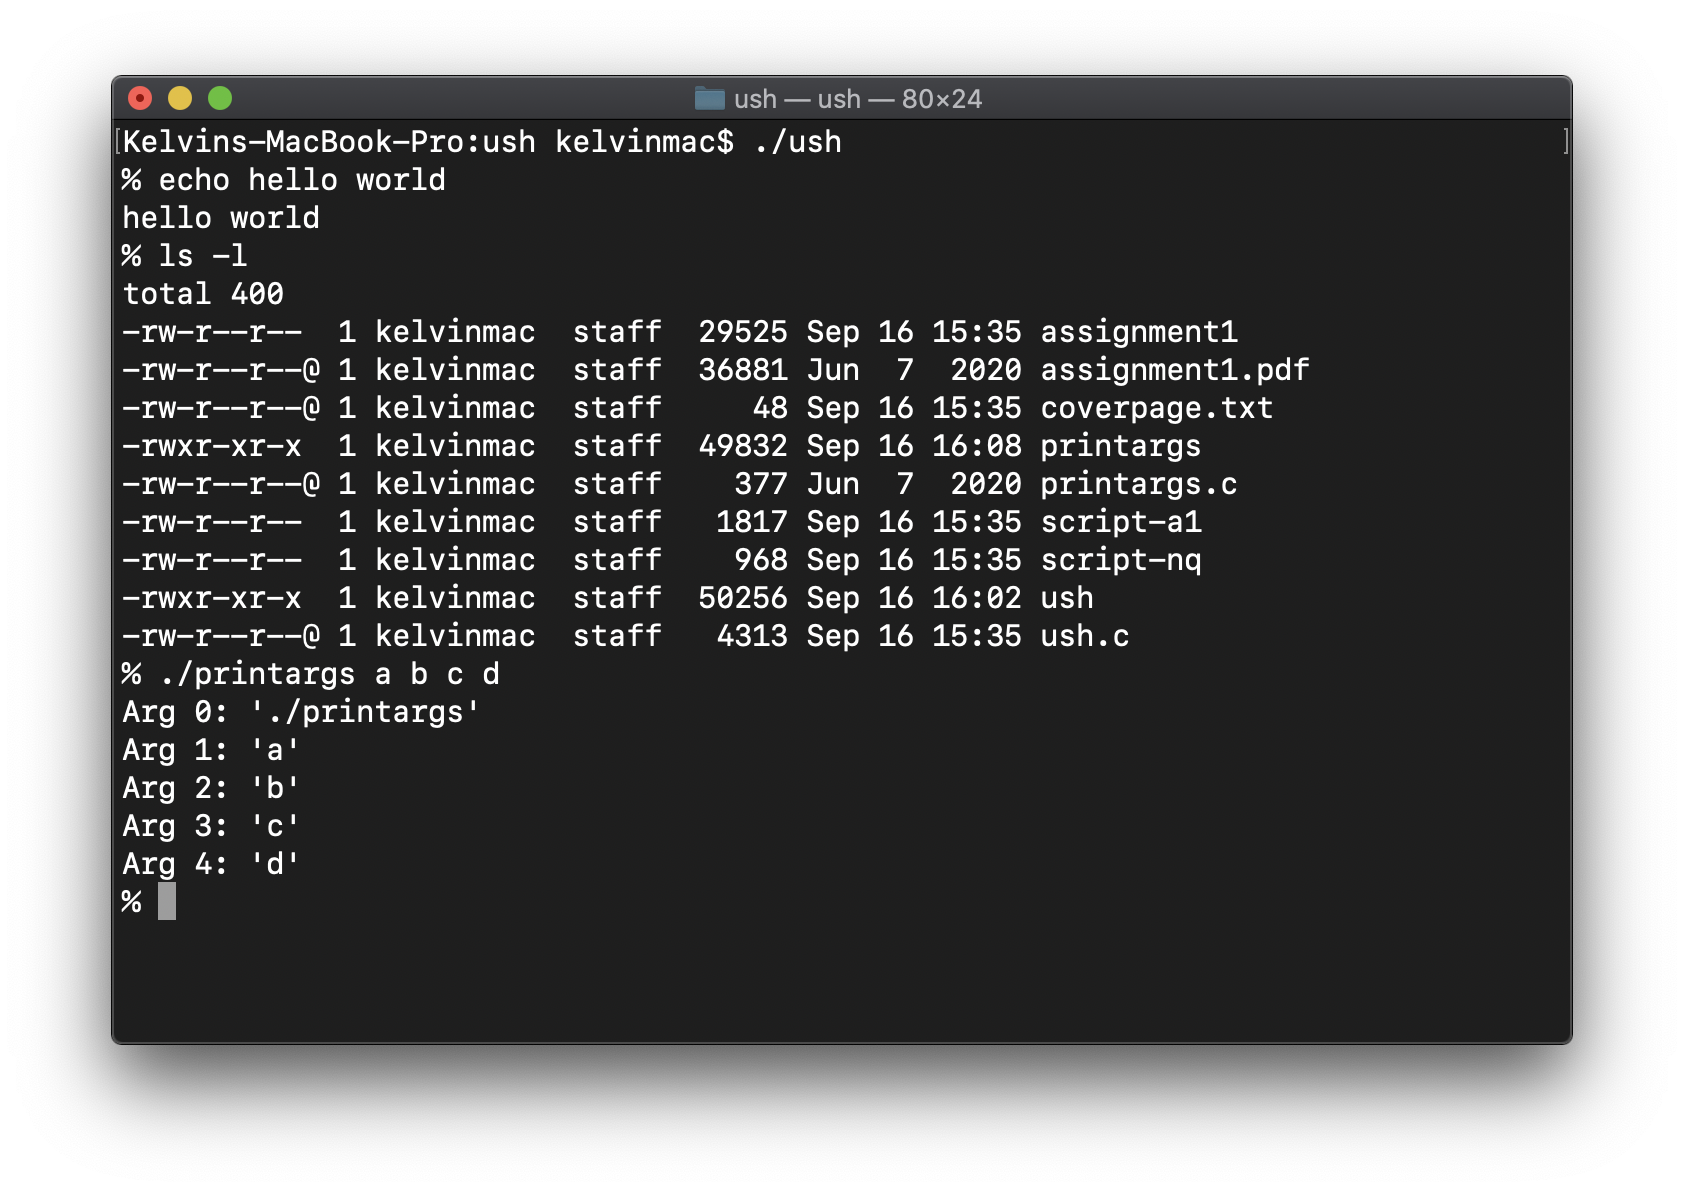 ush — ush — 80×24
Kelvins-MacBook-Pro:ush kelvinmac$ ./ush
% echo hello world
hello world
% ls -l
total 400
-rw-r--r--  1 kelvinmac  staff  29525 Sep 16 15:35 assignment1
-rw-r--r--@ 1 kelvinmac  staff  36881 Jun  7  2020 assignment1.pdf
-rw-r--r--@ 1 kelvinmac  staff     48 Sep 16 15:35 coverpage.txt
-rwxr-xr-x  1 kelvinmac  staff  49832 Sep 16 16:08 printargs
-rw-r--r--@ 1 kelvinmac  staff    377 Jun  7  2020 printargs.c
-rw-r--r--  1 kelvinmac  staff   1817 Sep 16 15:35 script-a1
-rw-r--r--  1 kelvinmac  staff    968 Sep 16 15:35 script-nq
-rwxr-xr-x  1 kelvinmac  staff  50256 Sep 16 16:02 ush
-rw-r--r--@ 1 kelvinmac  staff   4313 Sep 16 15:35 ush.c
% ./printargs a b c d
Arg 0: './printargs'
Arg 1: 'a'
Arg 2: 'b'
Arg 3: 'c'
Arg 4: 'd'
%